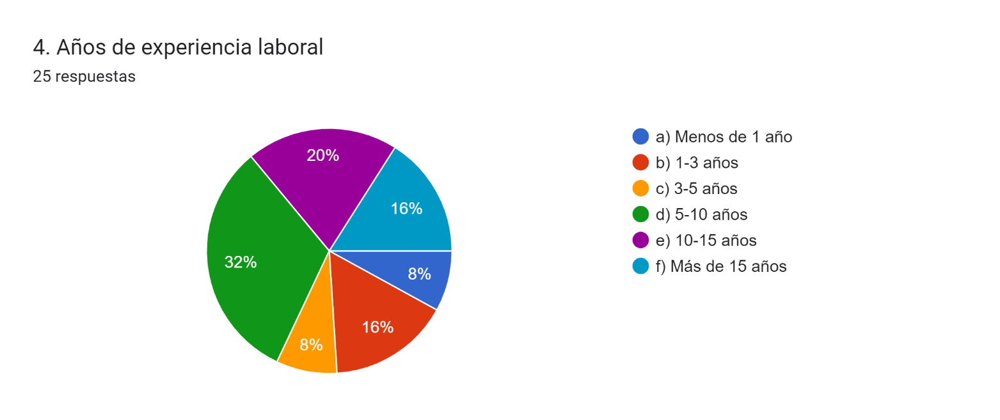 4. Años de experiencia laboral
25 respuestas
20%
16%
32%
8%
16%
8%
a) Menos de 1 año
b) 1-3 años
c) 3-5 años
d) 5-10 años
e) 10-15 años
f) Más de 15 años